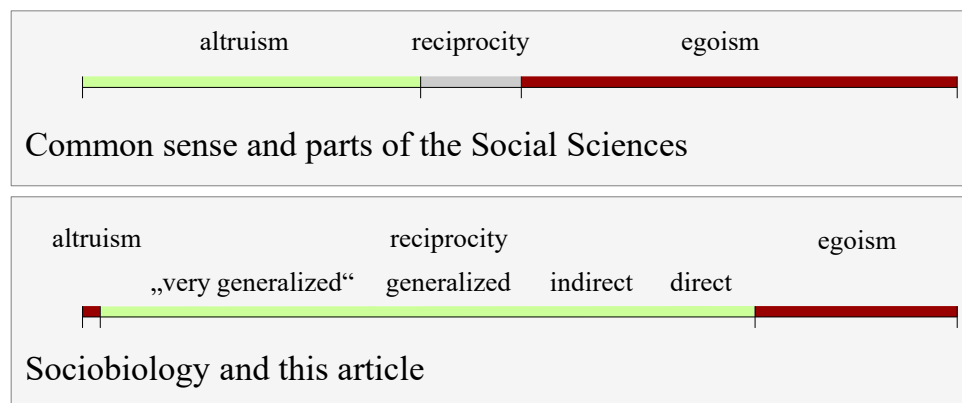 altruism reciprocity egoism
Common sense and parts of the Social Sciences
altruism reciprocity egoism
„very generalized“ generalized indirect direct
Sociobiology and this article